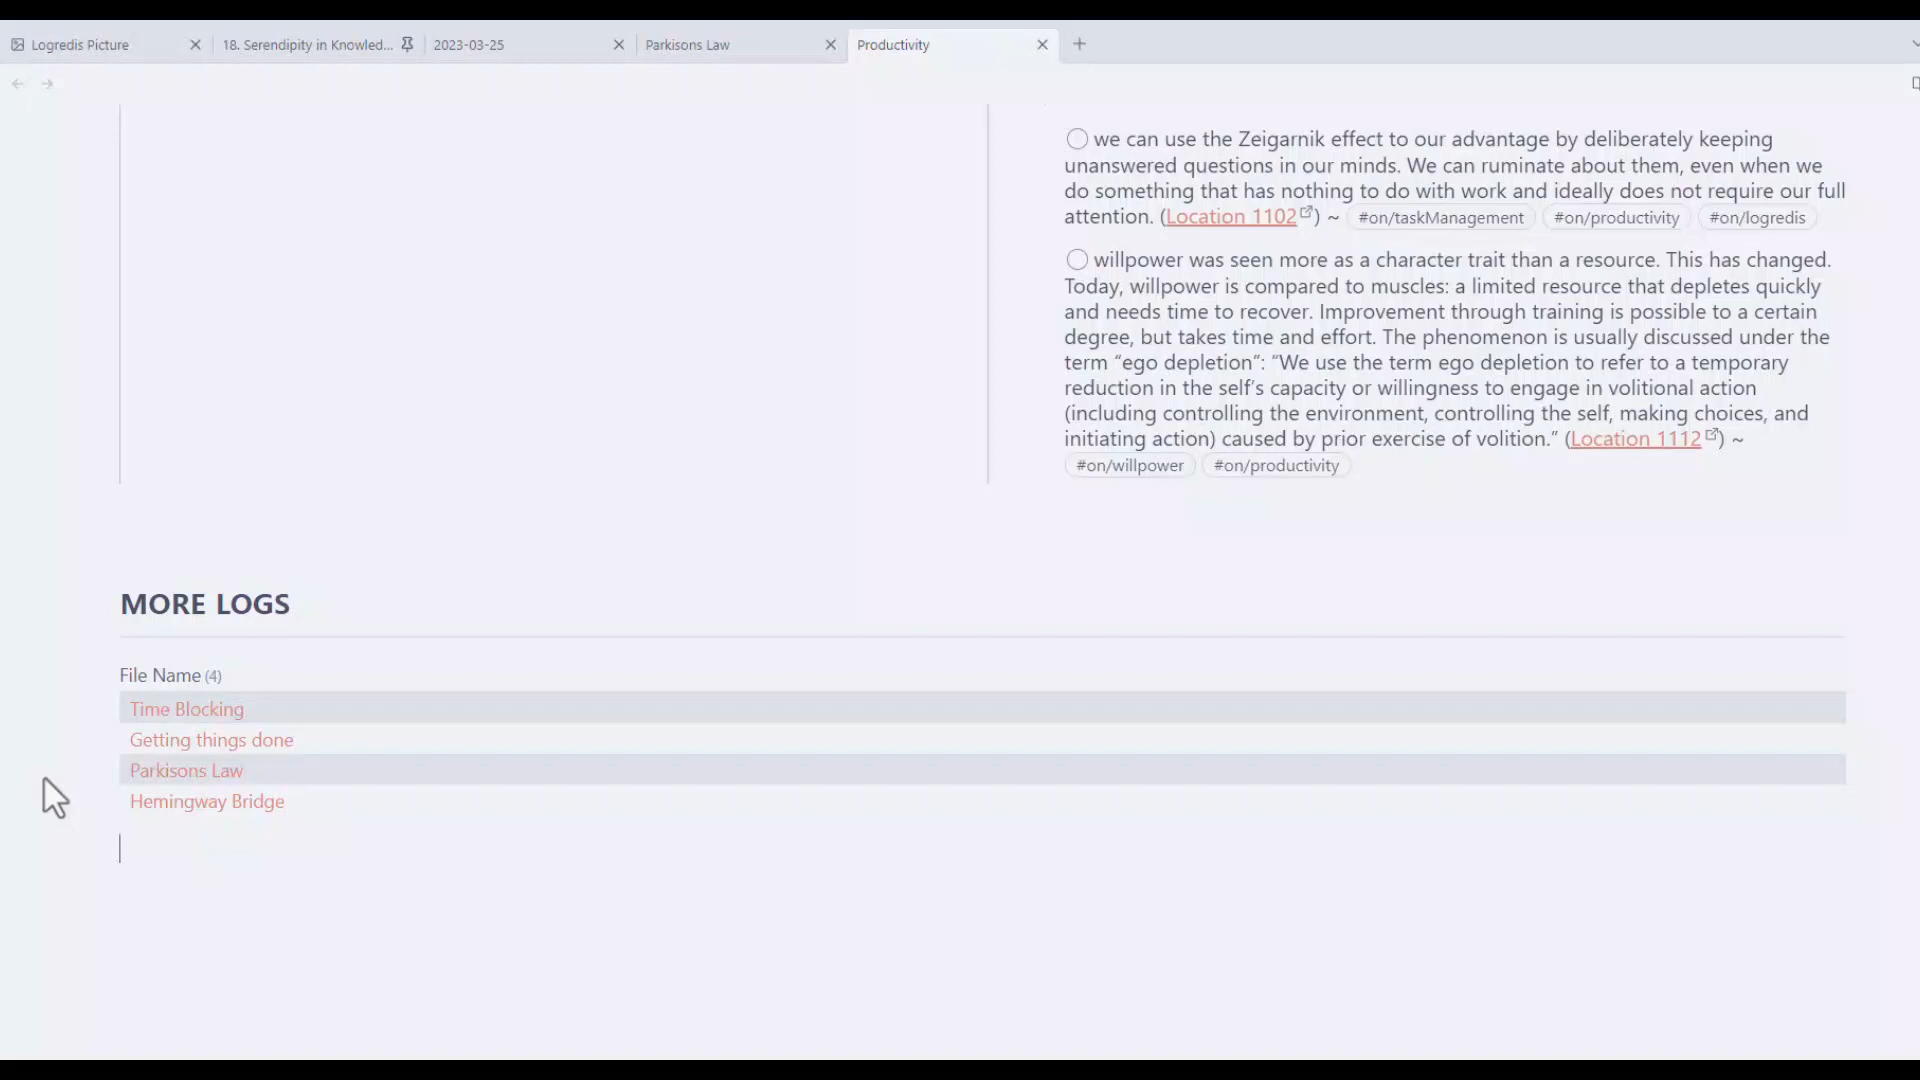 Logredis Picture
18. Serendipity in Knowled...
2023-03-25
Parkisons Law
Productivity
we can use the Zeigarnik effect to our advantage by deliberately keeping
unanswered questions in our minds. We can ruminate about them, even when we
do something that has nothing to do with work and ideally does not require our full
attention. (Location 1102) ~ #on/taskManagement #on/productivity #on/logredis
willpower was seen more as a character trait than a resource. This has changed.
Today, willpower is compared to muscles: a limited resource that depletes quickly
and needs time to recover. Improvement through training is possible to a certain
degree, but takes time and effort. The phenomenon is usually discussed under the
term “ego depletion”: “We use the term ego depletion to refer to a temporary
reduction in the self’s capacity or willingness to engage in volitional action
(including controlling the environment, controlling the self, making choices, and
initiating action) caused by prior exercise of volition.” (Location 1112) ~
#on/willpower #on/productivity
MORE LOGS
File Name (4)
Time Blocking
Getting things done
Parkisons Law
Hemingway Bridge